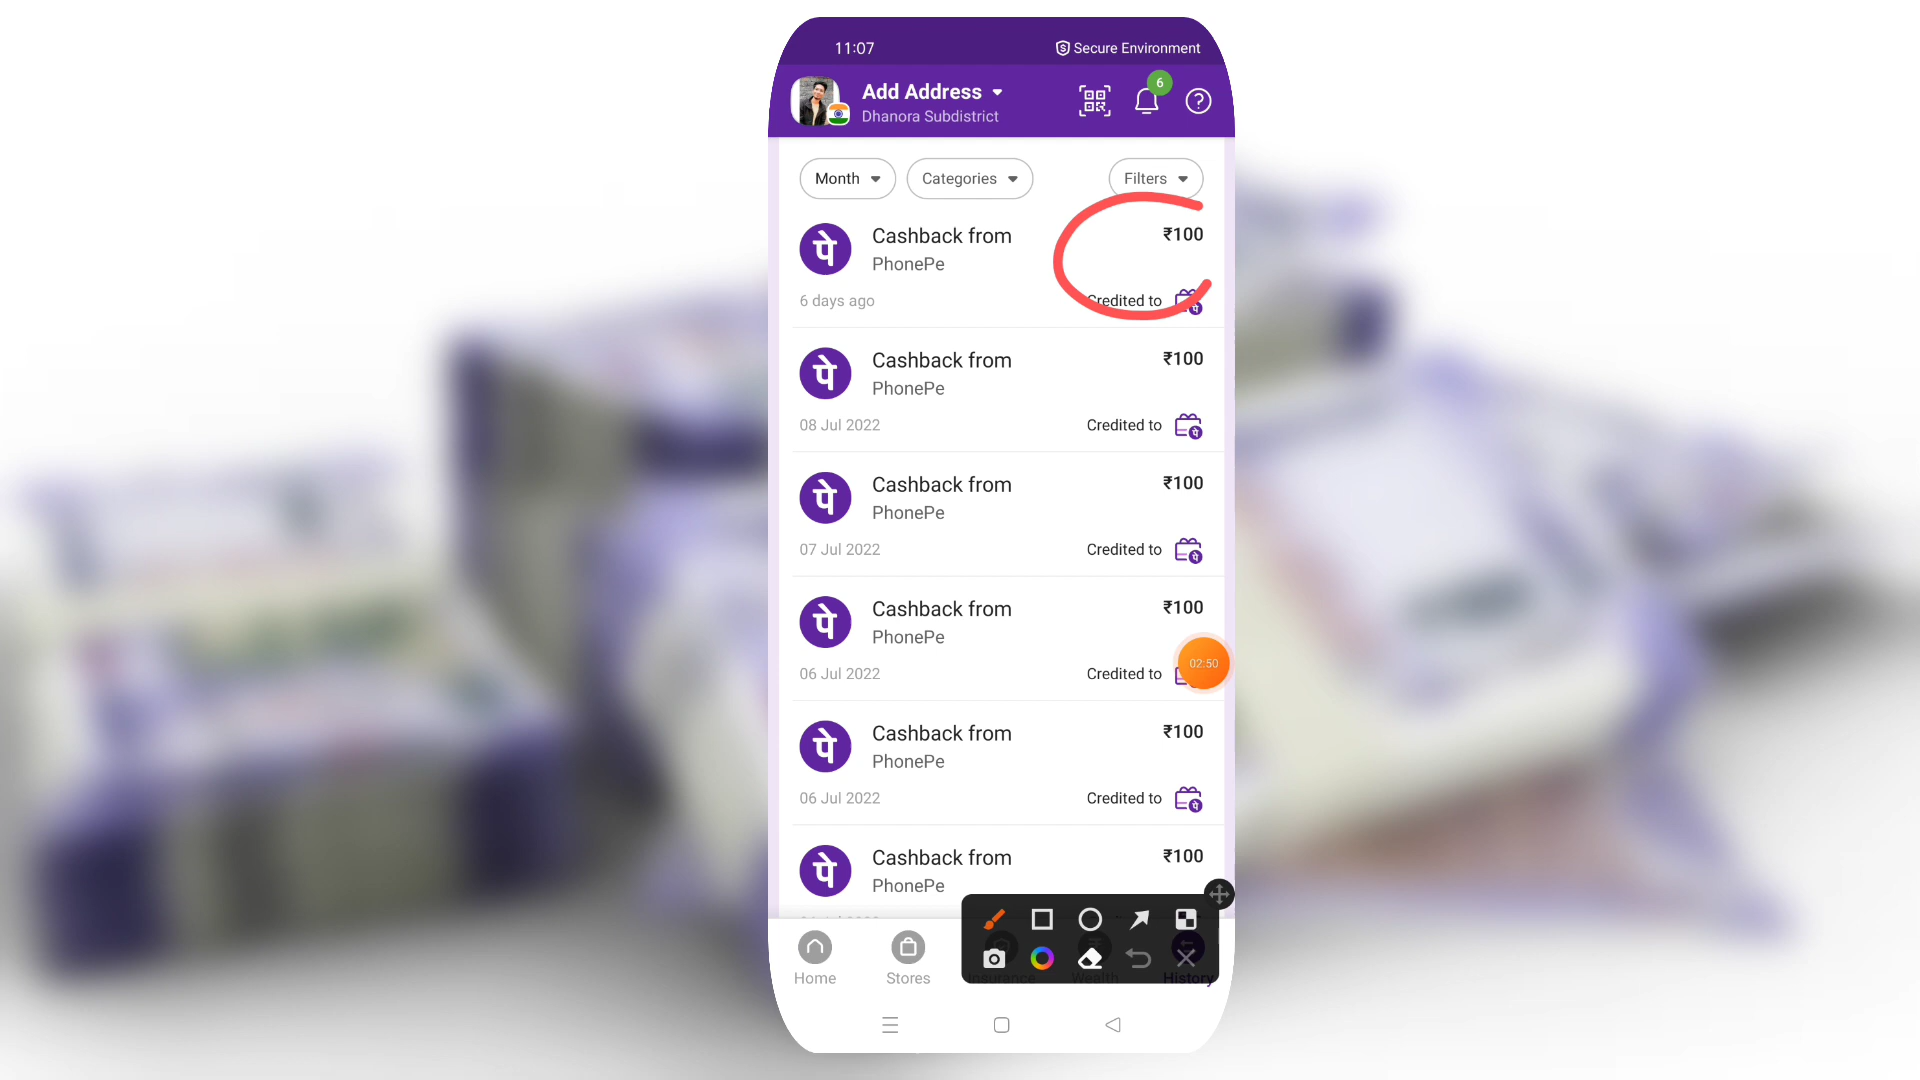 11:07
Secure Environment
Add Address
6
Dhanora Subdistrict
Month
Categories
Filters
पे
Cashback from
₹100
PhonePe
6 days ago
Credited to
पे
Cashback from
₹100
PhonePe
08 Jul 2022
Credited to
पे
Cashback from
₹100
PhonePe
07 Jul 2022
Credited to
पे
Cashback from
₹100
PhonePe
02:50
06 Jul 2022
Credited to
पे
Cashback from
₹100
PhonePe
06 Jul 2022
Credited to
पे
Cashback from
₹100
PhonePe
Home
Stores
Insurance
Wealth
History